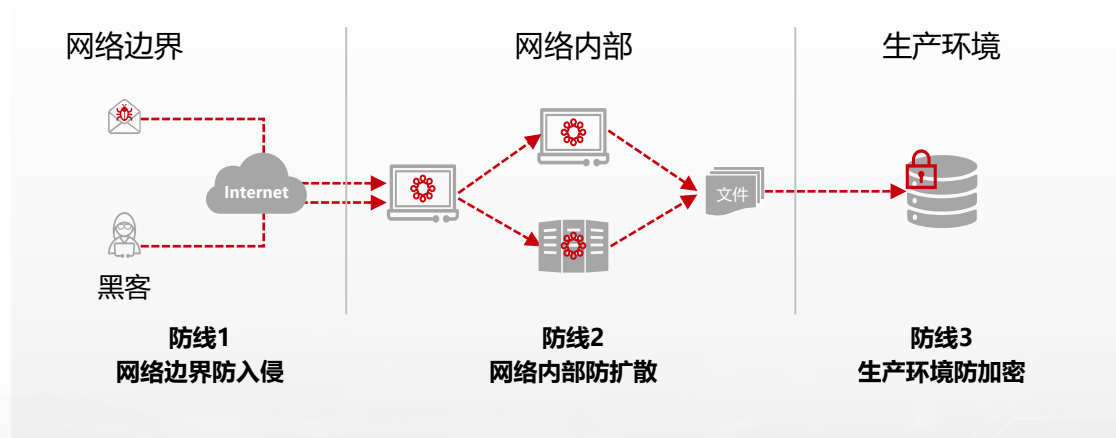 网络边界
网络内部
生产环境
Internet
文件
黑客
防线1
网络边界防入侵
防线2
网络内部防扩散
防线3
生产环境防加密